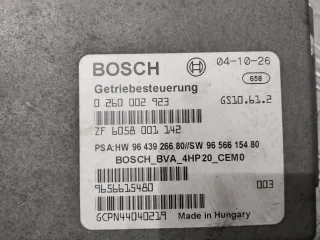 BOSCH 04-10-26
Getriebesteuerung 658
0 260 002 923 GS10.61.2
ZF 6058 001 142
PSA:HW 96 439 266 80//SW 96 566 154 80
BOSCH_BVA_4HP20_CEM0
9656615480 003
GCPN44040219 Made in Hungary